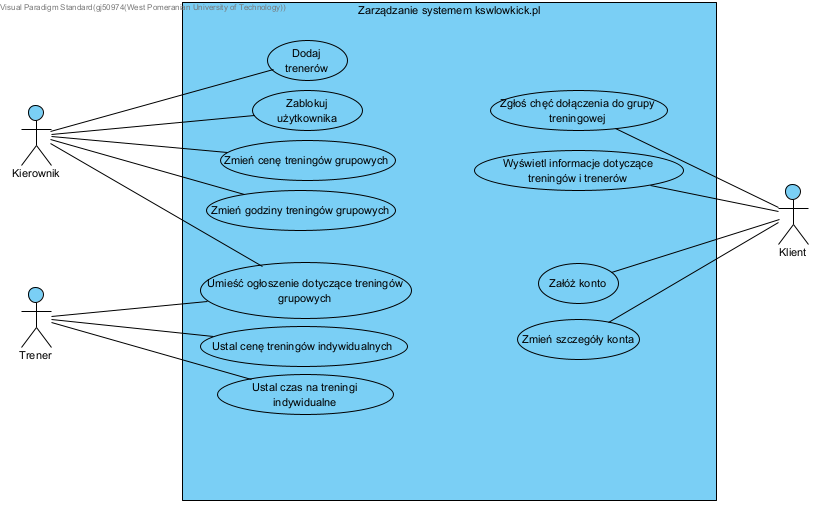 Visual Paradigm Standard(gj50974(West Pomeranian University of Technology))
Zarządzanie systemem kswlowkick.pl
Dodaj
trenerów
Zablokuj
użytkownika
Zmień cenę treningów grupowych
Zmień godziny treningów grupowych
Umieść ogłoszenie dotyczące treningów
grupowych
Ustal cenę treningów indywidualnych
Ustal czas na treningi
indywidualne
Zgłoś chęć dołączenia do grupy
treningowej
Wyświetl informacje dotyczące
treningów i trenerów
Załóż konto
Zmień szczegóły konta
Kierownik
Trener
Klient